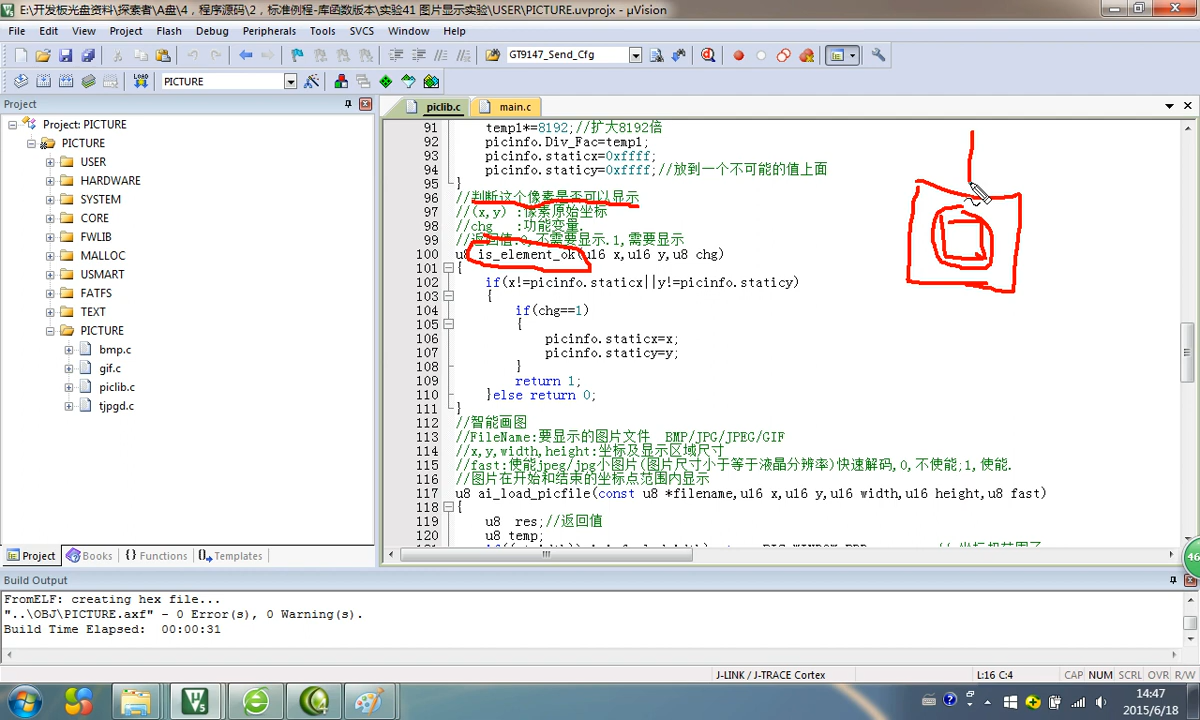 E:\开发板光盘资料\探索者\A盘\4，程序源码\2，标准例程-库函数版本\实验41 图片显示实验\USER\PICTURE.uvprojx - µVision
File Edit View Project Flash Debug Peripherals Tools SVCS Window Help
GT9147_Send_Cfg
LOAD PICTURE
Project
Project: PICTURE
PICTURE
USER
HARDWARE
SYSTEM
CORE
FWLIB
MALLOC
USMART
FATFS
TEXT
PICTURE
bmp.c
gif.c
piclib.c
tjpgd.c
Project Books {} Functions Templates
piclib.c main.c
91 temp1*=8192;//扩大8192倍
92 picinfo.Div_Fac=temp1;
93 picinfo.staticx=0xffff;
94 picinfo.staticy=0xffff;//放到一个不可能的值上面
95 }
96 //判断这个像素是否可以显示
97 //(x,y) :像素原始坐标
98 //chg :功能变量.
99 //返回值:0,不需要显示.1,需要显示
100 u8 is_element_ok(u16 x,u16 y,u8 chg)
101 {
102 if(x!=picinfo.staticx||y!=picinfo.staticy)
103 {
104 if(chg==1)
105 {
106 picinfo.staticx=x;
107 picinfo.staticy=y;
108 }
109 return 1;
110 }else return 0;
111 }
112 //智能画图
113 //FileName:要显示的图片文件 BMP/JPG/JPEG/GIF
114 //x,y,width,height:坐标及显示区域尺寸
115 //fast:使能jpeg/jpg小图片(图片尺寸小于等于液晶分辨率)快速解码,0,不使能;1,使能.
116 //图片在开始和结束的坐标点范围内显示
117 u8 ai_load_picfile(const u8 *filename,u16 x,u16 y,u16 width,u16 height,u8 fast)
118 {
119 u8 res;//返回值
120 u8 temp;
46
Build Output
FromELF: creating hex file...
"..\OBJ\PICTURE.axf" - 0 Error(s), 0 Warning(s).
Build Time Elapsed: 00:00:31
J-LINK / J-TRACE Cortex L:16 C:4 CAP NUM SCRL OVR R/W
14:47
2015/6/18